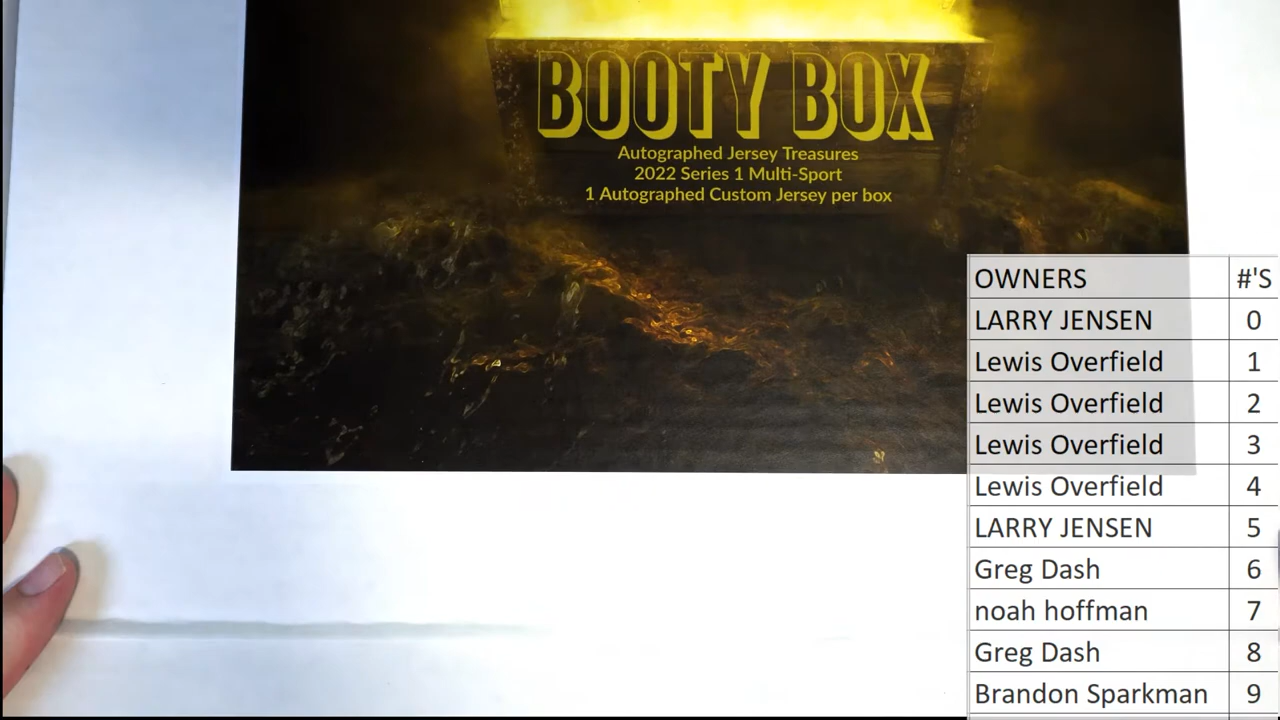 BOOTY BOX
Autographed Jersey Treasures
2022 Series 1 Multi-Sport
1 Autographed Custom Jersey per box
OWNERS #'S
LARRY JENSEN 0
Lewis Overfield 1
Lewis Overfield 2
Lewis Overfield 3
Lewis Overfield 4
LARRY JENSEN 5
Greg Dash 6
noah hoffman 7
Greg Dash 8
Brandon Sparkman 9